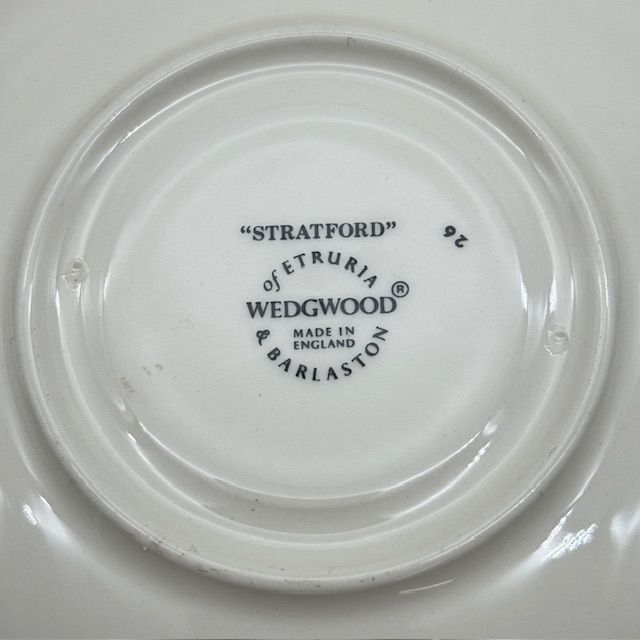 "STRATFORD"
of ETRURIA
WEDGWOOD®
MADE IN
ENGLAND
& BARLASTON
26